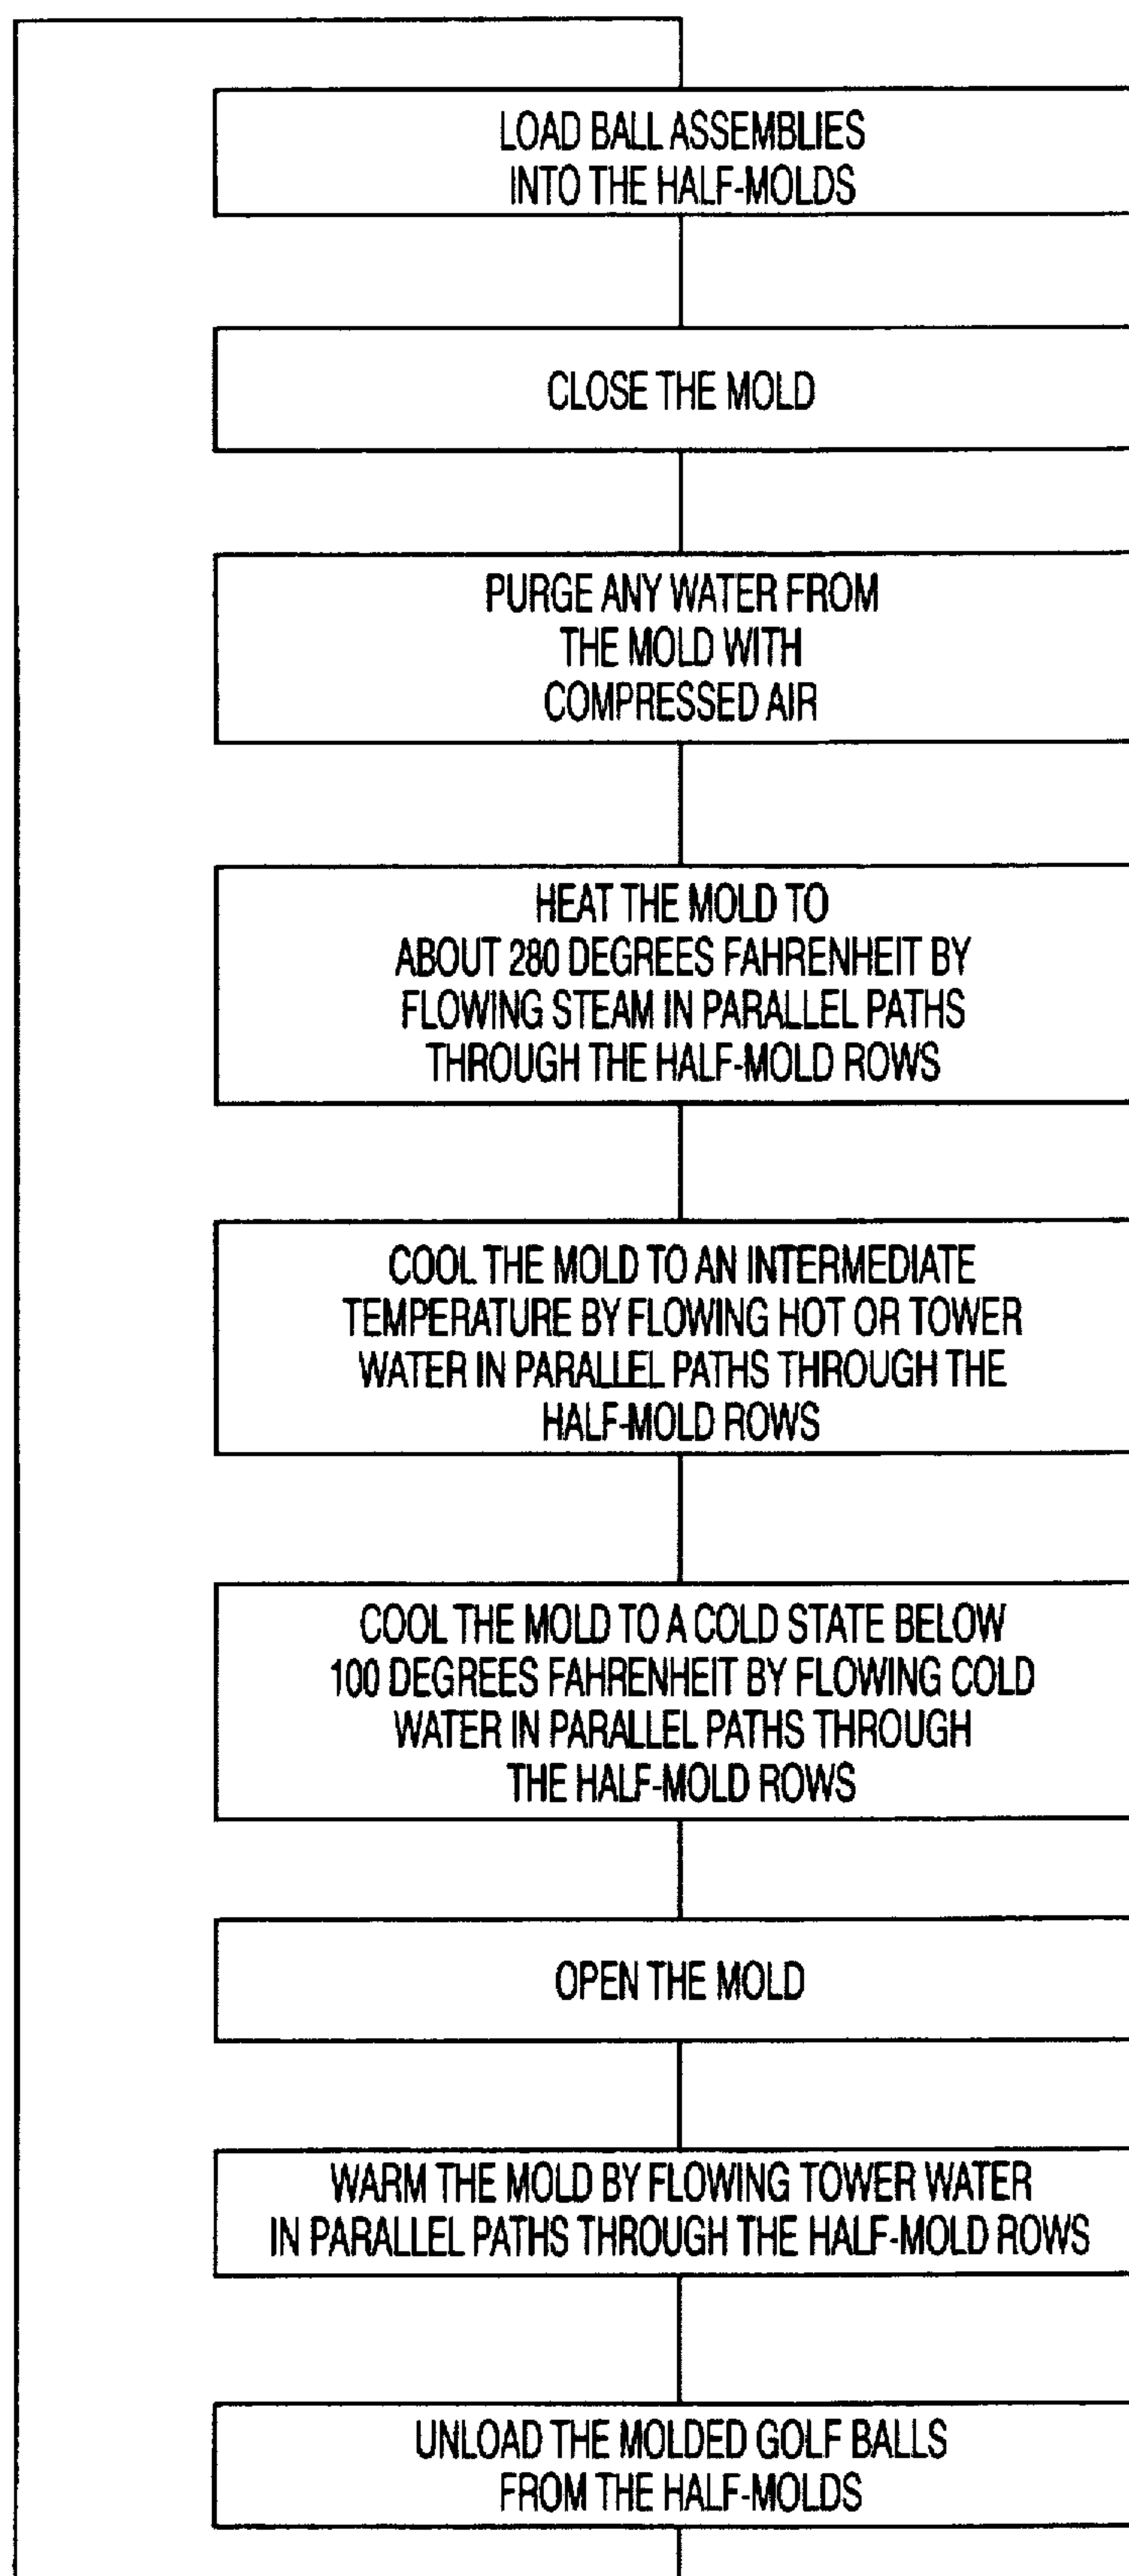 LOAD BALL ASSEMBLIES
INTO THE HALF-MOLDS
CLOSE THE MOLD
PURGE ANY WATER FROM
THE MOLD WITH
COMPRESSED AIR
HEAT THE MOLD TO
ABOUT 280 DEGREES FAHRENHEIT BY
FLOWING STEAM IN PARALLEL PATHS
THROUGH THE HALF-MOLD ROWS
COOL THE MOLD TO AN INTERMEDIATE
TEMPERATURE BY FLOWING HOT OR TOWER
WATER IN PARALLEL PATHS THROUGH THE
HALF-MOLD ROWS
COOL THE MOLD TO A COLD STATE BELOW
100 DEGREES FAHRENHEIT BY FLOWING COLD
WATER IN PARALLEL PATHS THROUGH
THE HALF-MOLD ROWS
OPEN THE MOLD
WARM THE MOLD BY FLOWING TOWER WATER
IN PARALLEL PATHS THROUGH THE HALF-MOLD ROWS
UNLOAD THE MOLDED GOLF BALLS
FROM THE HALF-MOLDS